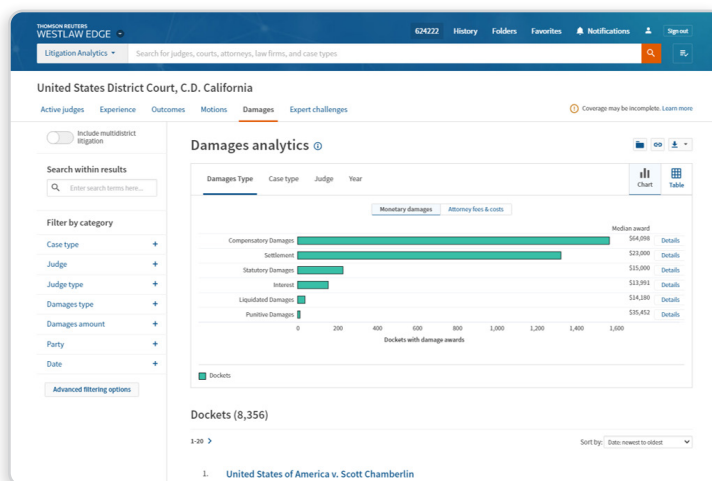 THOMSON REUTERS
WESTLAW EDGE
624222 History Folders Favorites Notifications Sign out
Litigation Analytics Search for judges, courts, attorneys, law firms, and case types
United States District Court, C.D. California
Active judges Experience Outcomes Motions Damages Expert challenges Coverage may be incomplete. Learn more
Include multidistrict
litigation
Damages analytics
Search within results
Enter search terms here...
Damages Type Case type Judge Year
Chart Table
Monetary damages Attorney fees & costs
Filter by category
Case type +
Judge +
Judge type +
Damages type +
Damages amount +
Party +
Date +
Advanced filtering options
Median award
Compensatory Damages $64,098 Details
Settlement $23,000 Details
Statutory Damages $15,000 Details
Interest $13,991 Details
Liquidated Damages $14,180 Details
Punitive Damages $35,452 Details
0 200 400 600 800 1,000 1,200 1,400 1,600
Dockets with damage awards
Dockets
Dockets (8,356)
1-20
Sort by: Date: newest to oldest
1. United States of America v. Scott Chamberlin